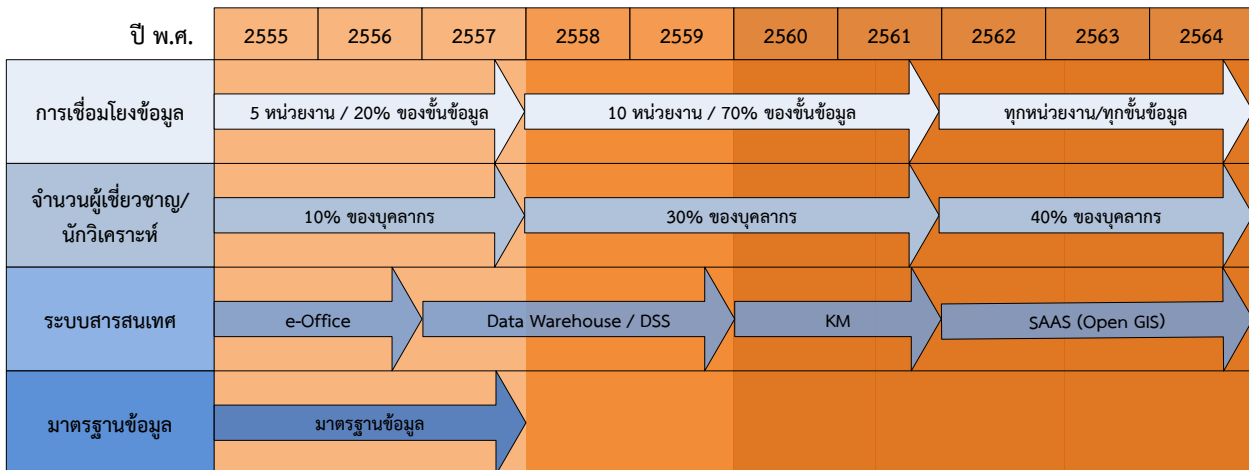 ปี พ.ศ. 2555 2556 2557 2558 2559 2560 2561 2562 2563 2564
การเชื่อมโยงข้อมูล 5 หน่วยงาน / 20% ของชั้นข้อมูล 10 หน่วยงาน / 70% ของชั้นข้อมูล ทุกหน่วยงาน/ทุกชั้นข้อมูล
จำนวนผู้เชี่ยวชาญ/
นักวิเคราะห์ 10% ของบุคลากร 30% ของบุคลากร 40% ของบุคลากร
ระบบสารสนเทศ e-Office Data Warehouse / DSS KM SAAS (Open GIS)
มาตรฐานข้อมูล มาตรฐานข้อมูล